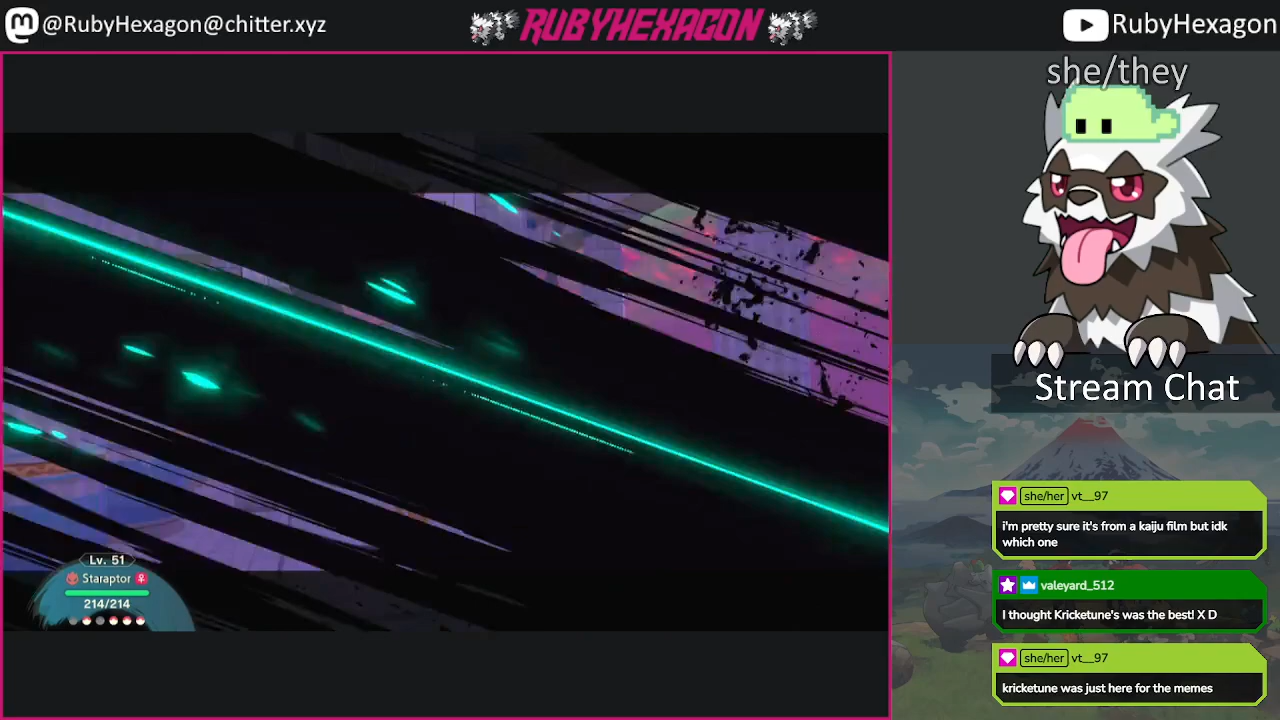 @RubyHexagon@chitter.xyz
RUBYHEXAGON
RubyHexagon
she/they
Stream Chat
she/her vt__97
i'm pretty sure it's from a kaiju film but idk
which one
valeyard_512
I thought Kricketune's was the best! X D
she/her vt__97
kricketune was just here for the memes
Lv. 51
Staraptor ♀
214/214